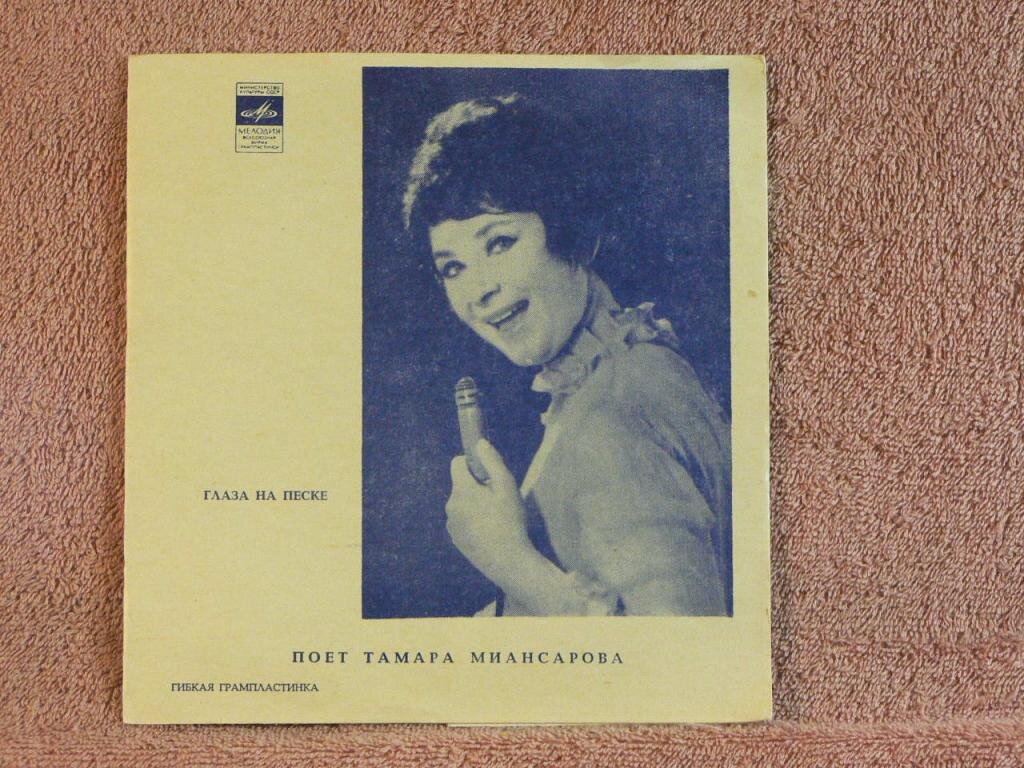 МИНИСТЕРСТВО
КУЛЬТУРЫ СССР
МЕЛОДИЯ
ВСЕСОЮЗНАЯ
ФИРМА
ГРАМПЛАСТИНОК
ГЛАЗА НА ПЕСКЕ
ПОЕТ ТАМАРА МИАНСАРОВА
ГИБКАЯ ГРАМПЛАСТИНКА